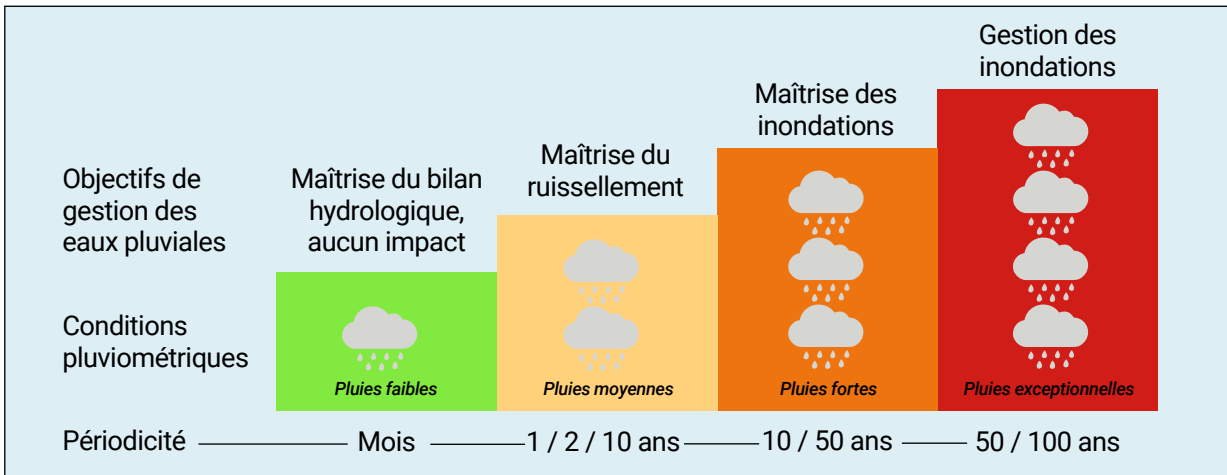 Objectifs de
gestion des
eaux pluviales
Maîtrise du bilan
hydrologique,
aucun impact
Maîtrise du
ruissellement
Maîtrise des
inondations
Gestion des
inondations
Conditions
pluviométriques
Pluies faibles
Pluies moyennes
Pluies fortes
Pluies exceptionnelles
Périodicité
Mois
1 / 2 / 10 ans
10 / 50 ans
50 / 100 ans